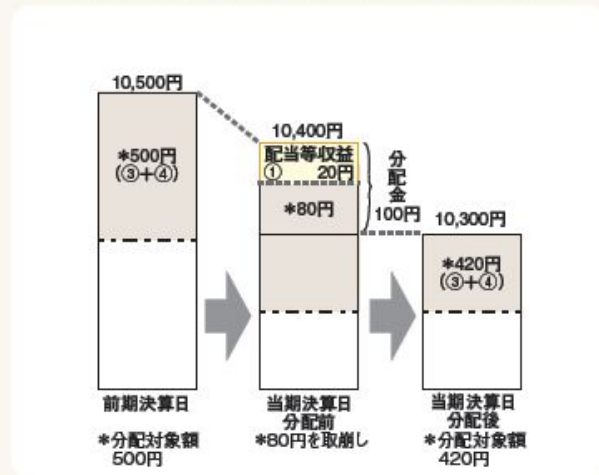 10,500円
*500円
(③+④)
前期決算日
*分配対象額
500円
10,400円
配当等収益
① 20円
*80円
分配金
100円
当期決算日
分配前
*80円を取崩し
10,300円
*420円
(③+④)
当期決算日
分配後
*分配対象額
420円